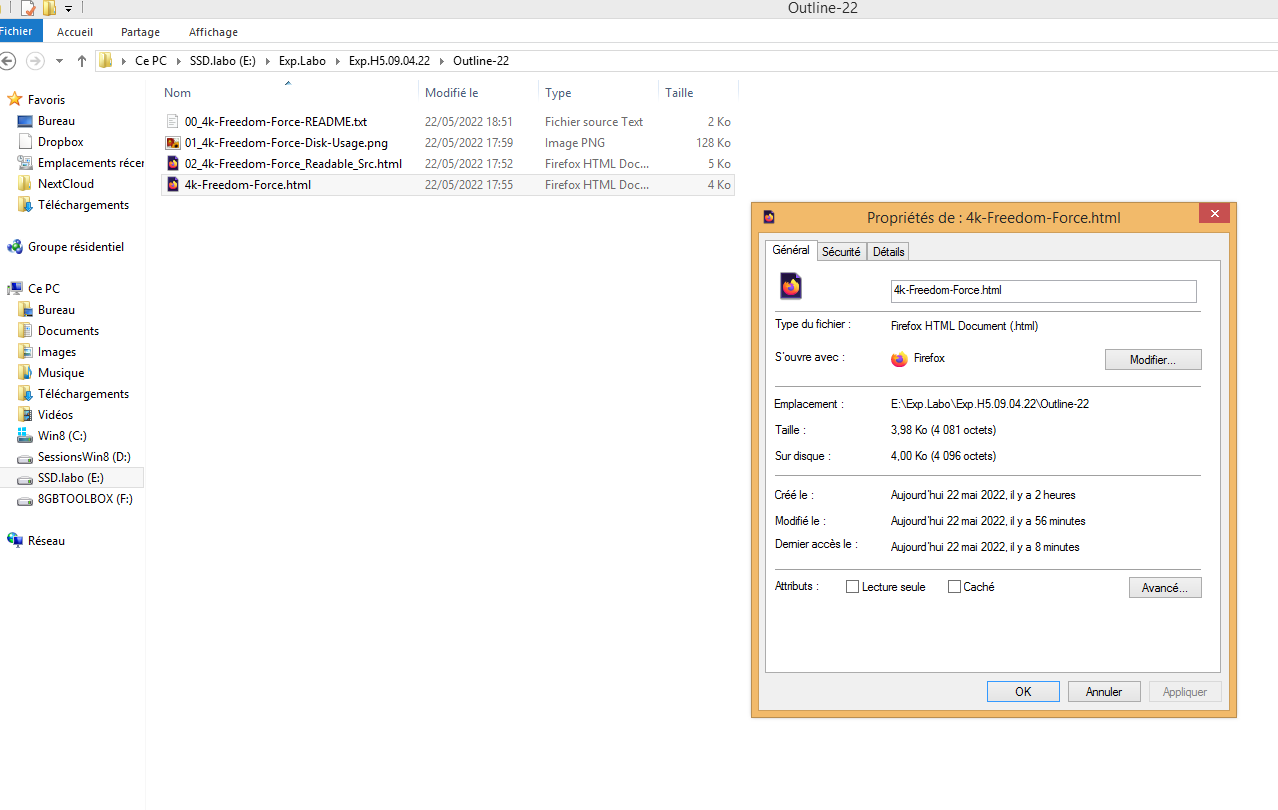 Outline-22
Fichier Accueil Partage Affichage
Ce PC SSD.labo (E:) Exp.Labo Exp.H5.09.04.22 Outline-22
Favoris
Bureau
Dropbox
Emplacements récer
NextCloud
Téléchargements
Groupe résidentiel
Ce PC
Bureau
Documents
Images
Musique
Téléchargements
Vidéos
Win8 (C:)
SessionsWin8 (D:)
SSD.labo (E:)
8GBTOOLBOX (F:)
Réseau
Nom Modifié le Type Taille
00_4k-Freedom-Force-README.txt 22/05/2022 18:51 Fichier source Text 2 Ko
01_4k-Freedom-Force-Disk-Usage.png 22/05/2022 17:59 Image PNG 128 Ko
02_4k-Freedom-Force_Readable_Src.html 22/05/2022 17:52 Firefox HTML Doc... 5 Ko
4k-Freedom-Force.html 22/05/2022 17:55 Firefox HTML Doc... 4 Ko
Propriétés de : 4k-Freedom-Force.html
Général Sécurité Détails
4k-Freedom-Force.html
Type du fichier : Firefox HTML Document (.html)
S'ouvre avec : Firefox Modifier...
Emplacement : E:\Exp.Labo\Exp.H5.09.04.22\Outline-22
Taille : 3,98 Ko (4 081 octets)
Sur disque : 4,00 Ko (4 096 octets)
Créé le : Aujourd'hui 22 mai 2022, il y a 2 heures
Modifié le : Aujourd'hui 22 mai 2022, il y a 56 minutes
Dernier accès le : Aujourd'hui 22 mai 2022, il y a 8 minutes
Attributs : Lecture seule Caché Avancé...
OK Annuler Appliquer